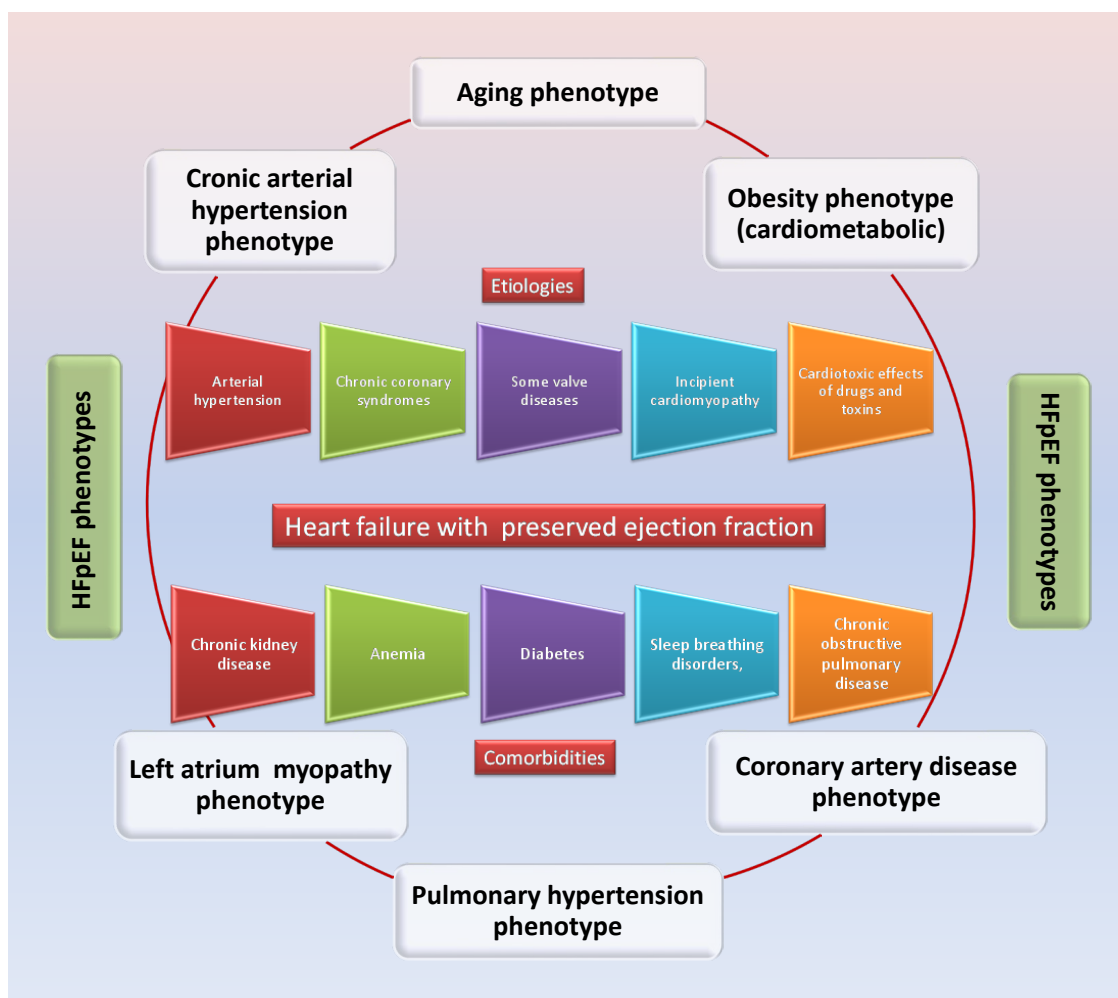 Aging phenotype
Cronic arterial
hypertension
phenotype
Obesity phenotype
(cardiometabolic)
Etiologies
HFpEF phenotypes
Arterial
hypertension
Chronic coronary
syndromes
Some valve
diseases
Incipient
cardiomyopathy
Cardiotoxic effects
of drugs and
toxins
HFpEF phenotypes
Heart failure with preserved ejection fraction
Chronic kidney
disease
Anemia
Diabetes
Sleep breathing
disorders,
Chronic
obstructive
pulmonary
disease
Comorbidities
Left atrium myopathy
phenotype
Coronary artery disease
phenotype
Pulmonary hypertension
phenotype